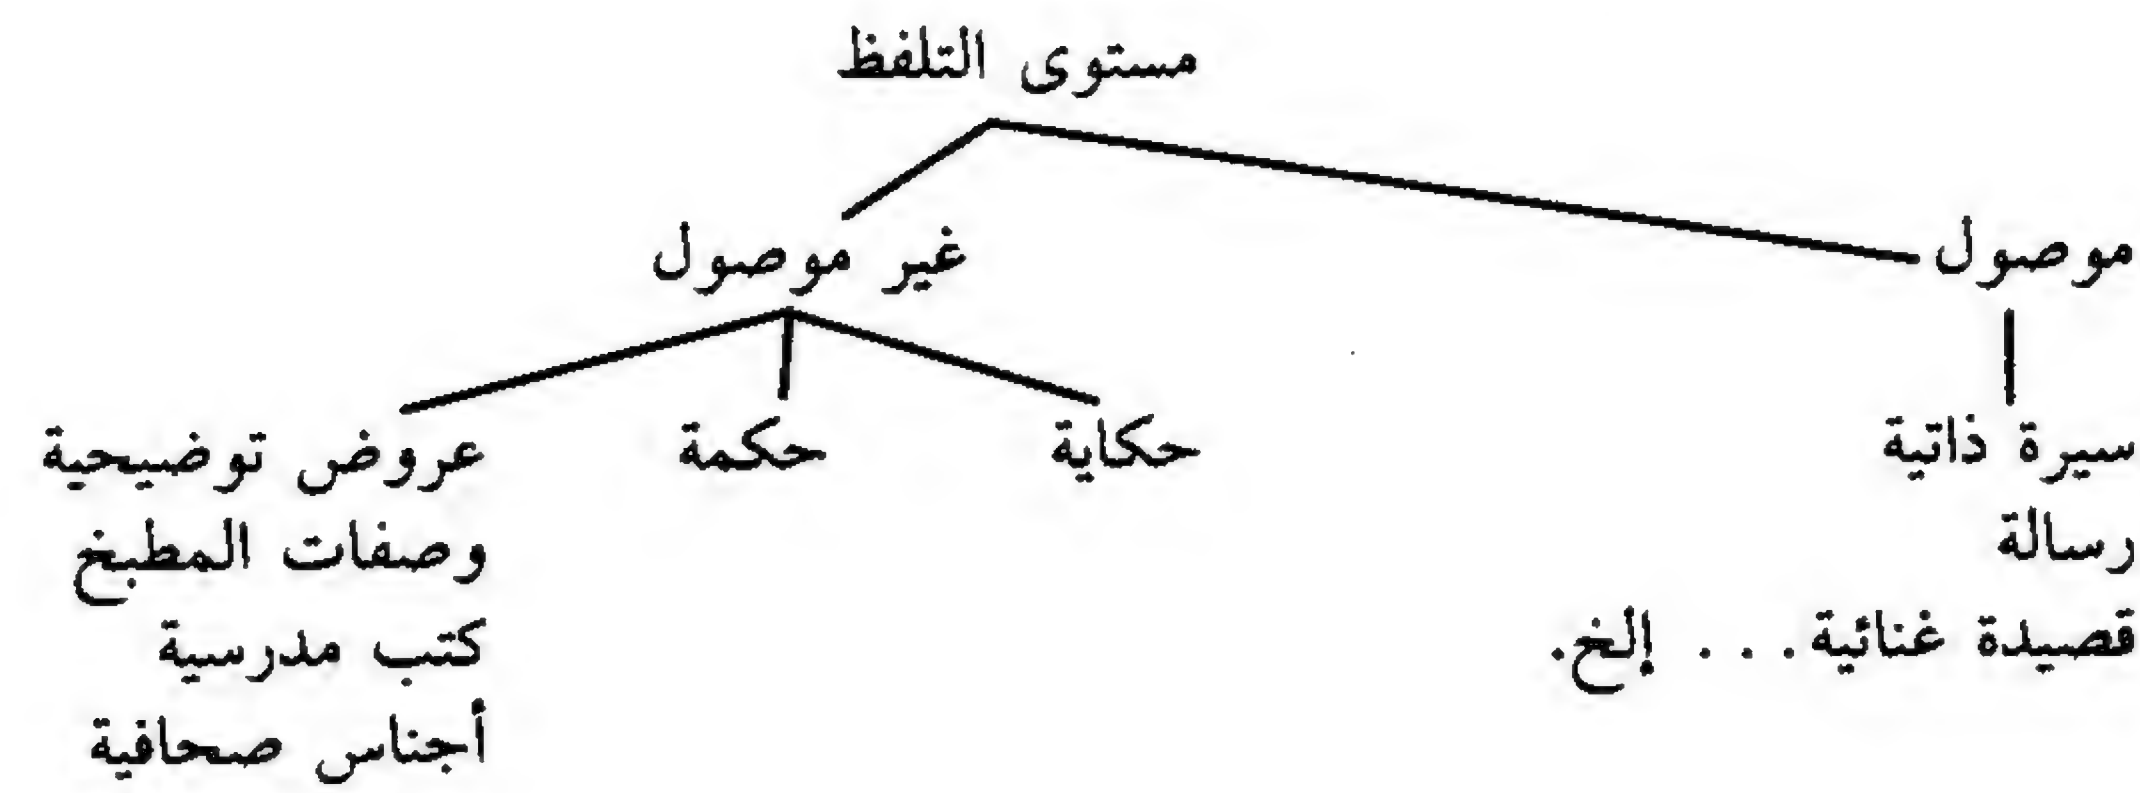 مستوى التلفظ
موصول
غير موصول
سيرة ذاتية
رسالة
قصيدة غنائية... إلخ.
حكاية
حكمة
عروض توضيحية
وصفات المطبخ
كتب مدرسية
أجناس صحافية